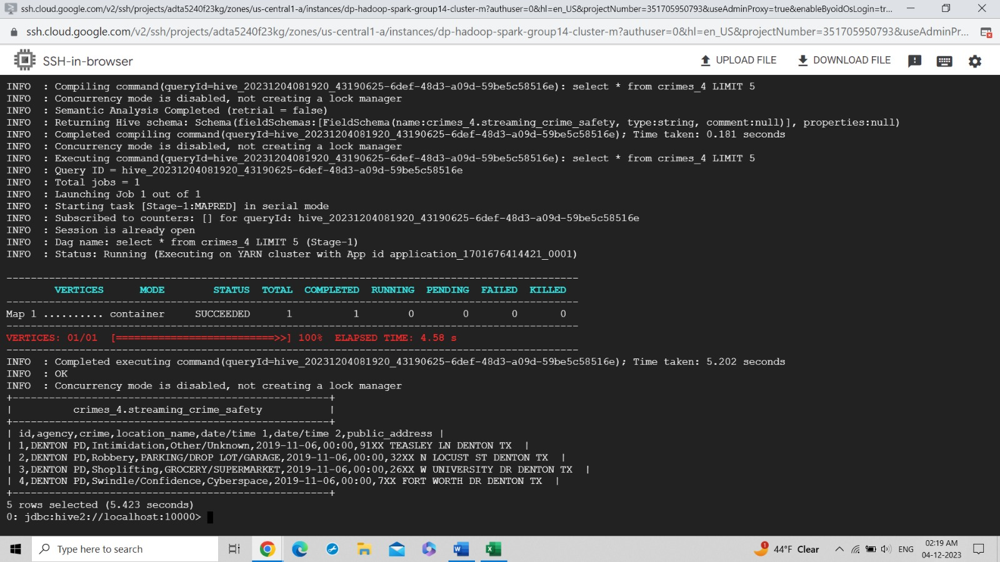 ssh.cloud.google.com/v2/ssh/projects/adta5240f23kg/zones/us-central1-a/instances/dp-hadoop-spark-group14-cluster-m?authuser=0&hl=en_US&projectNumber=351705950793&useAdminProxy=true&enableByoidOsLogin=tr...
ssh.cloud.google.com/v2/ssh/projects/adta5240f23kg/zones/us-central1-a/instances/dp-hadoop-spark-group14-cluster-m?authuser=0&hl=en_US&projectNumber=351705950793&useAdminPr...
SSH-in-browser UPLOAD FILE DOWNLOAD FILE
INFO : Compiling command(queryId=hive_20231204081920_43190625-6def-48d3-a09d-59be5c58516e): select * from crimes_4 LIMIT 5
INFO : Concurrency mode is disabled, not creating a lock manager
INFO : Semantic Analysis Completed (retrial = false)
INFO : Returning Hive schema: Schema(fieldSchemas:[FieldSchema(name:crimes_4.streaming_crime_safety, type:string, comment:null)], properties:null)
INFO : Completed compiling command(queryId=hive_20231204081920_43190625-6def-48d3-a09d-59be5c58516e); Time taken: 0.181 seconds
INFO : Concurrency mode is disabled, not creating a lock manager
INFO : Executing command(queryId=hive_20231204081920_43190625-6def-48d3-a09d-59be5c58516e): select * from crimes_4 LIMIT 5
INFO : Query ID = hive_20231204081920_43190625-6def-48d3-a09d-59be5c58516e
INFO : Total jobs = 1
INFO : Launching Job 1 out of 1
INFO : Starting task [Stage-1:MAPRED] in serial mode
INFO : Subscribed to counters: [] for queryId: hive_20231204081920_43190625-6def-48d3-a09d-59be5c58516e
INFO : Session is already open
INFO : Dag name: select * from crimes_4 LIMIT 5 (Stage-1)
INFO : Status: Running (Executing on YARN cluster with App id application_1701676414421_0001)
----------------------------------------------------------------------------------------------
VERTICES MODE STATUS TOTAL COMPLETED RUNNING PENDING FAILED KILLED
----------------------------------------------------------------------------------------------
Map 1 .......... container SUCCEEDED 1 1 0 0 0 0
----------------------------------------------------------------------------------------------
VERTICES: 01/01 [==========================>>] 100% ELAPSED TIME: 4.58 s
----------------------------------------------------------------------------------------------
INFO : Completed executing command(queryId=hive_20231204081920_43190625-6def-48d3-a09d-59be5c58516e); Time taken: 5.202 seconds
INFO : OK
INFO : Concurrency mode is disabled, not creating a lock manager
+----------------------------------------------------+
| crimes_4.streaming_crime_safety |
+----------------------------------------------------+
| id,agency,crime,location_name,date/time 1,date/time 2,public_address |
| 1,DENTON PD,Intimidation,Other/Unknown,2019-11-06,00:00,91XX TEASLEY LN DENTON TX |
| 2,DENTON PD,Robbery,PARKING/DROP LOT/GARAGE,2019-11-06,00:00,32XX N LOCUST ST DENTON TX |
| 3,DENTON PD,Shoplifting,GROCERY/SUPERMARKET,2019-11-06,00:00,26XX W UNIVERSITY DR DENTON TX |
| 4,DENTON PD,Swindle/Confidence,Cyberspace,2019-11-06,00:00,7XX FORT WORTH DR DENTON TX |
+----------------------------------------------------+
5 rows selected (5.423 seconds)
0: jdbc:hive2://localhost:10000>
Type here to search
1 44°F Clear ENG 02:19 AM
04-12-2023